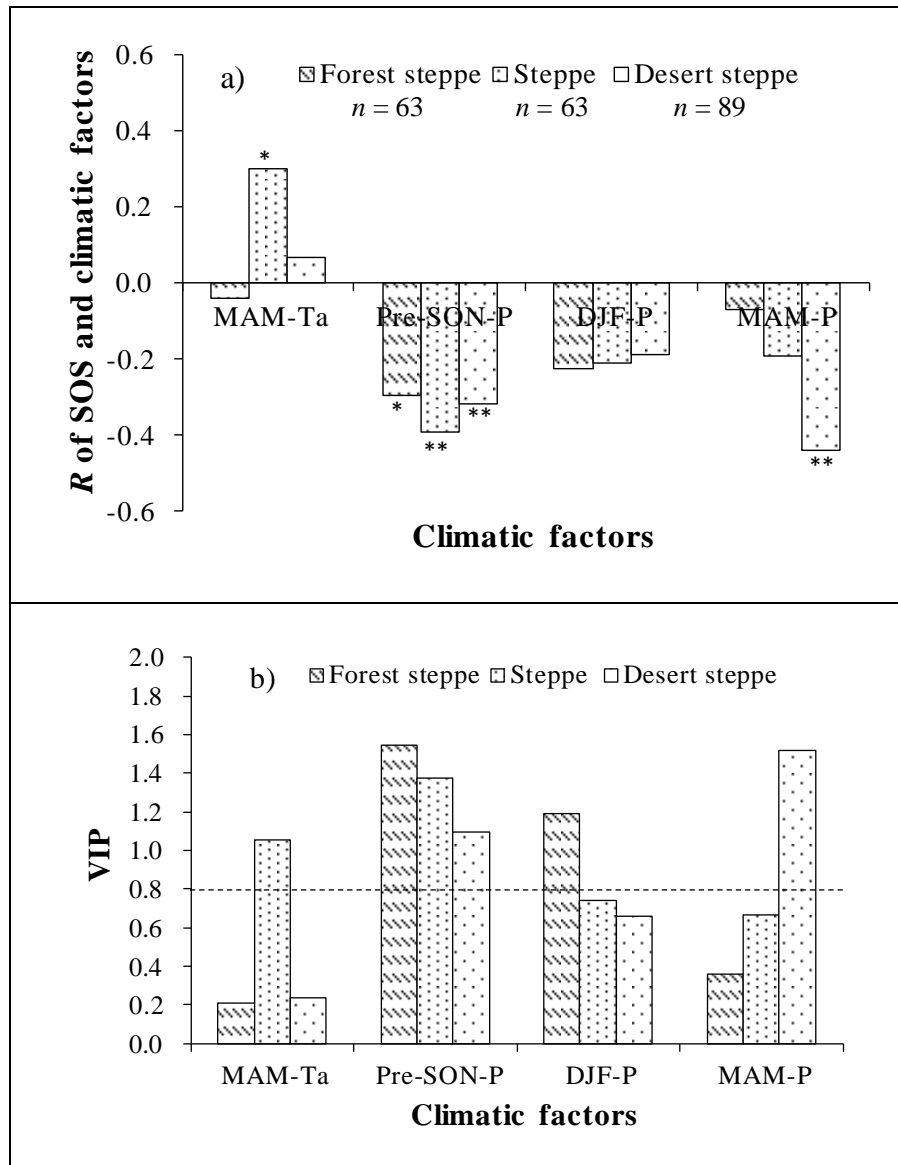 a)
Forest steppe Steppe Desert steppe
n = 63 n = 63 n = 89
R of SOS and climatic factors
0.6
0.4
0.2
0.0
-0.2
-0.4
-0.6
*
MAM-Ta Pre-SON-P DJF-P MAM-P
* ** ** **
Climatic factors
b)
Forest steppe Steppe Desert steppe
VIP
2.0
1.8
1.6
1.4
1.2
1.0
0.8
0.6
0.4
0.2
0.0
MAM-Ta Pre-SON-P DJF-P MAM-P
Climatic factors